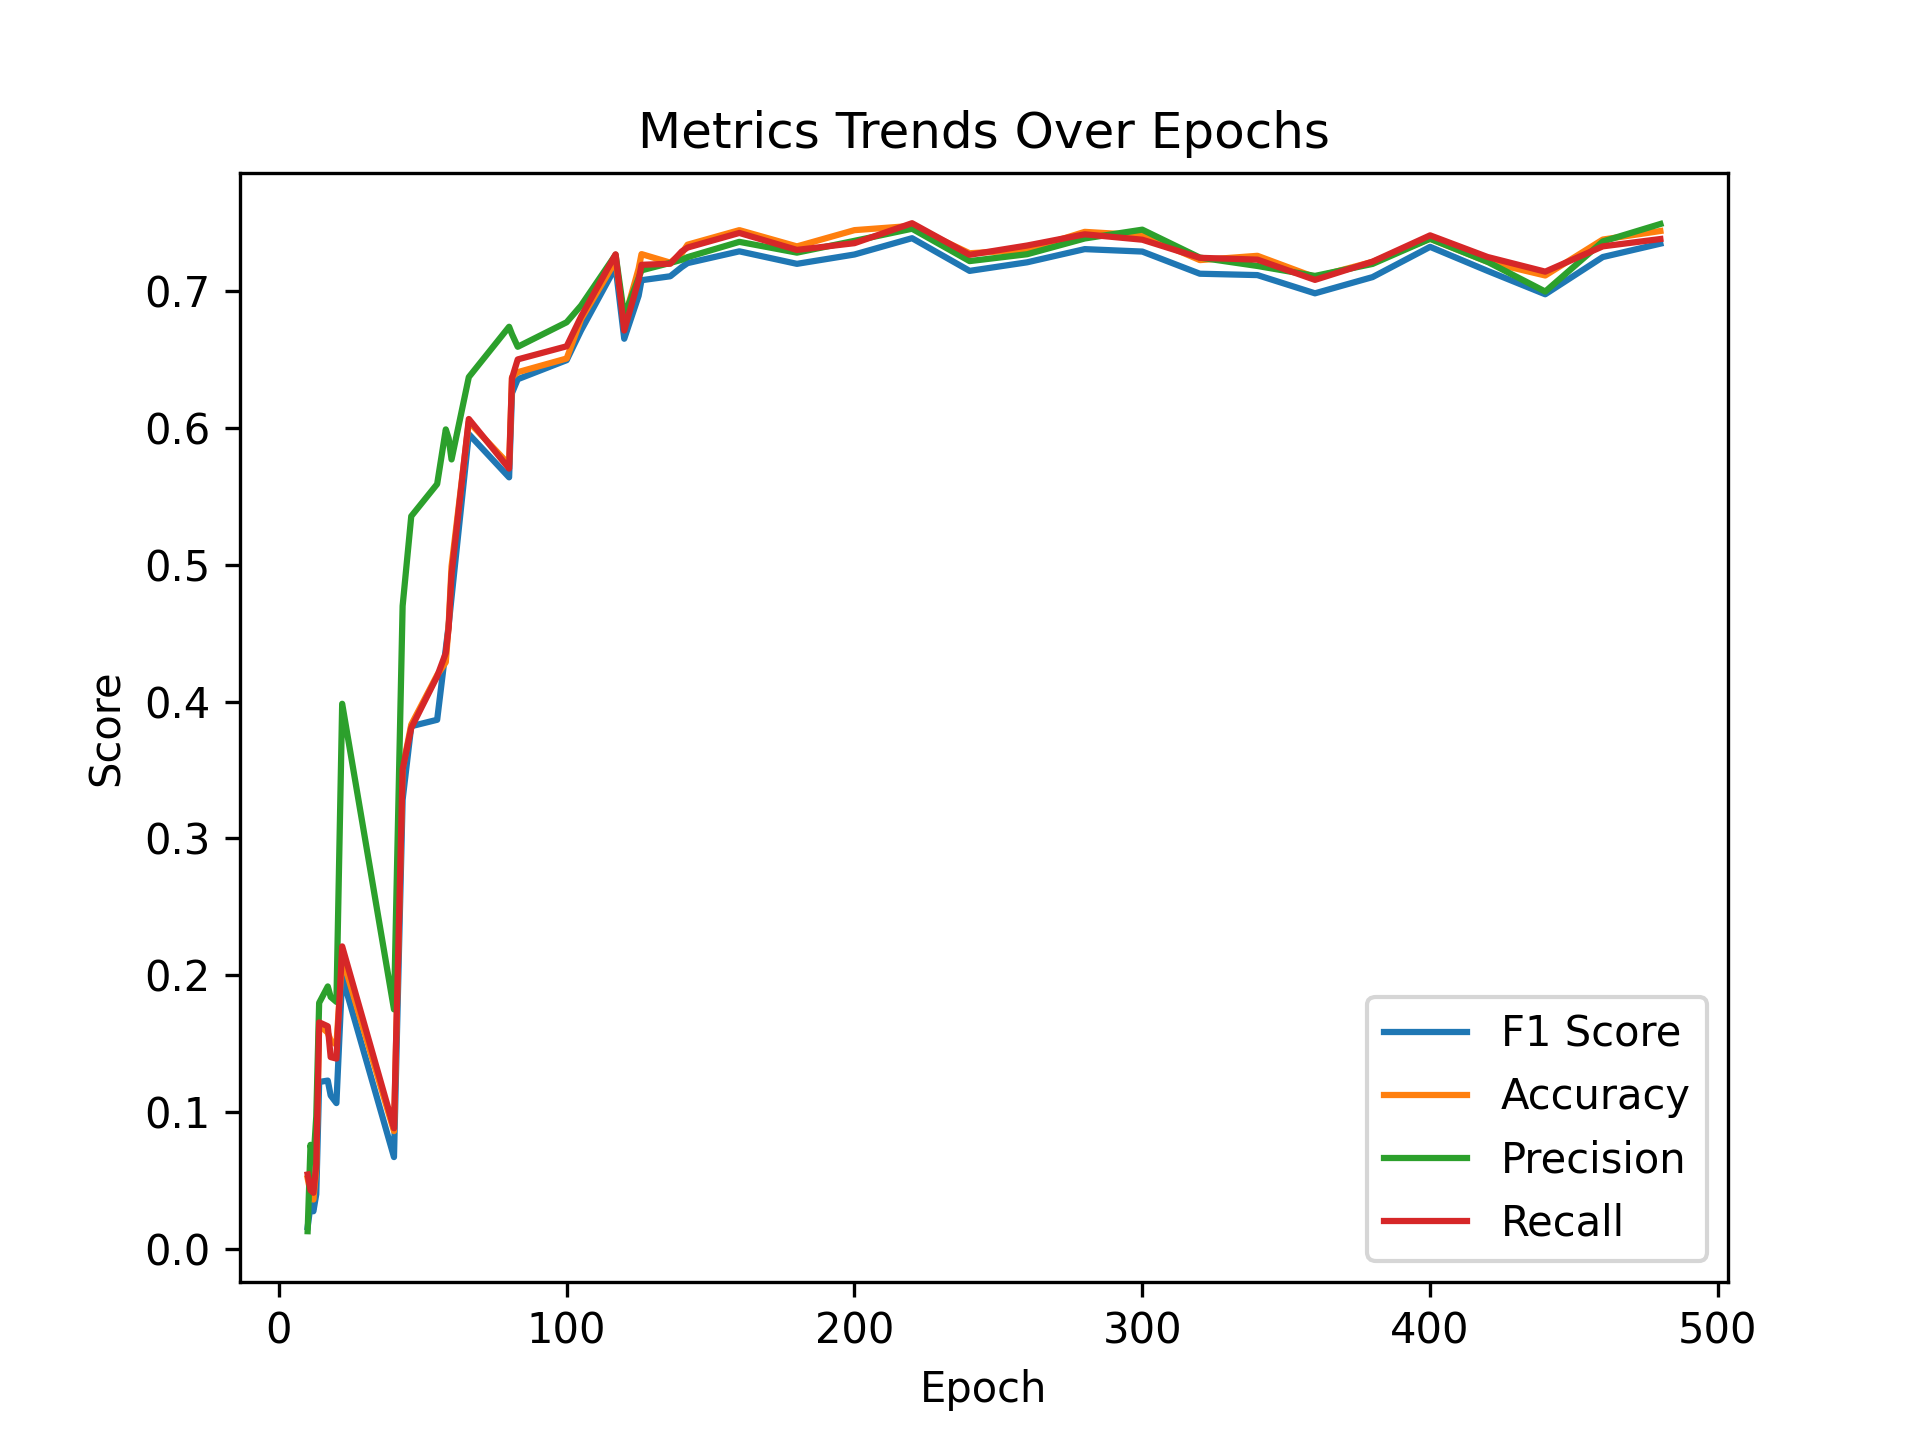 Metrics Trends Over Epochs
Score
0.7
0.6
0.5
0.4
0.3
0.2
0.1
0.0
F1 Score
Accuracy
Precision
Recall
0 100 200 300 400 500
Epoch